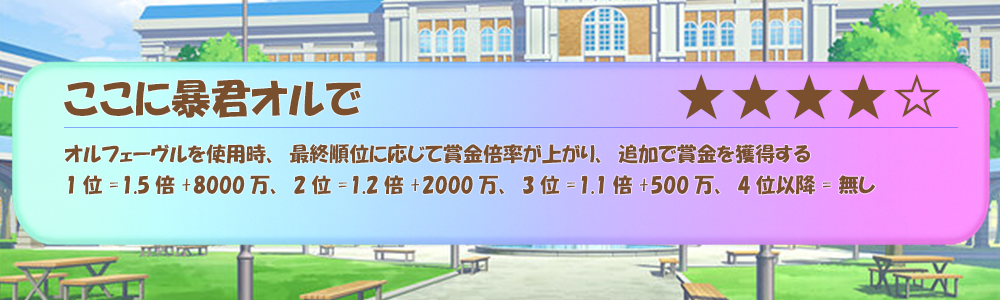 ここに暴君オルで ★★★★☆
オルフェーヴルを使用時、最終順位に応じて賞金倍率が上がり、追加で賞金を獲得する
1位=1.5倍+8000万、2位=1.2倍+2000万、3位=1.1倍+500万、4位以降=無し